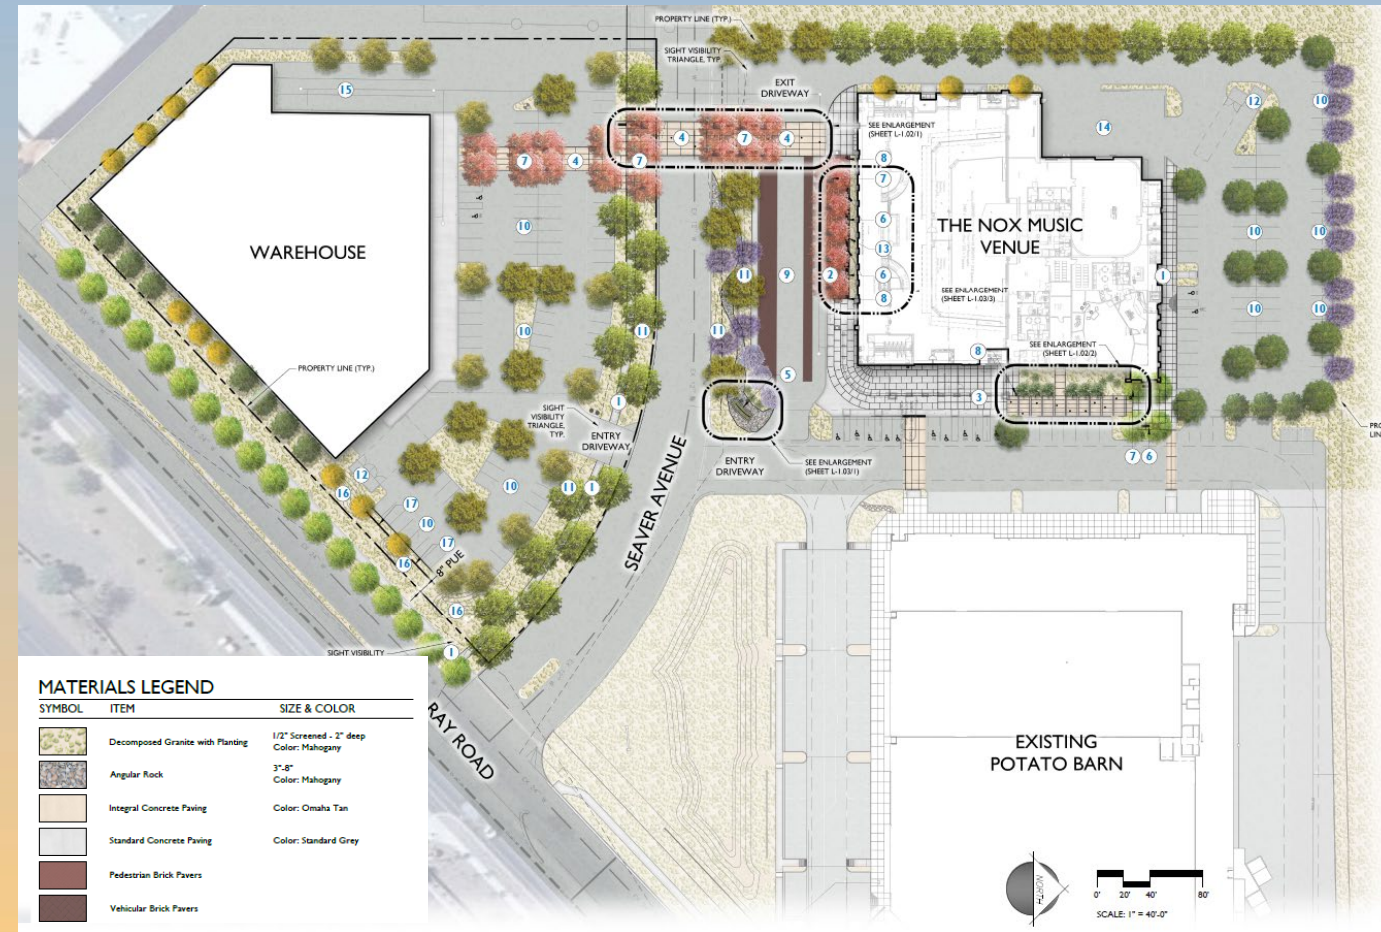 PROPERTY LINE (TYP.)
SIGHT VISIBILITY
TRIANGLE, TYP.
EXIT
DRIVEWAY
15
12
10
4
7
4
SEE ENLARGEMENT
(SHEET L-1.02/1)
14
7
4
7
8
7
10
6
THE NOX MUSIC
VENUE
10
10
10
WAREHOUSE
13
11
9
2
6
1
SEE ENLARGEMENT
(SHEET L-1.03/3)
8
10
11
11
10
10
SEE ENLARGEMENT
(SHEET L-1.02/2)
8
PROPERTY LINE (TYP.)
5
3
1
SIGHT
VISIBILITY
TRIANGLE,
TYP.
ENTRY
DRIVEWAY
PRO
LIN
7
6
ENTRY
DRIVEWAY
SEE ENLARGEMENT
(SHEET L-1.03/1)
SEAVER AVENUE
12
16
17
10
11
1
10
17
16
8" PUE
16
SIGHT VISIBILITY
1
RAY ROAD
EXISTING
POTATO BARN
MATERIALS LEGEND
SYMBOL ITEM SIZE & COLOR
Decomposed Granite with Planting 1/2" Screened - 2" deep
Color: Mahogany
Angular Rock 3"-8"
Color: Mahogany
Integral Concrete Paving Color: Omaha Tan
Standard Concrete Paving Color: Standard Grey
Pedestrian Brick Pavers
Vehicular Brick Pavers
NORTH
0' 20' 40' 80'
SCALE: 1" = 40'-0"